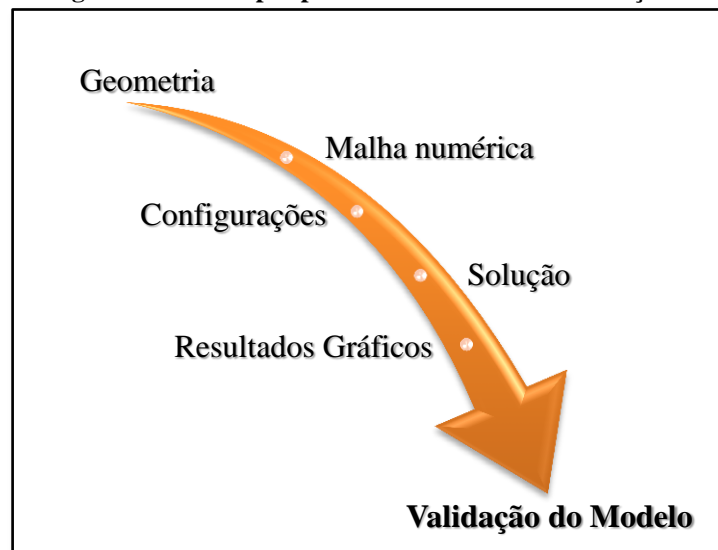 Geometria
Malha numérica
Configurações
Solução
Resultados Gráficos
Validação do Modelo